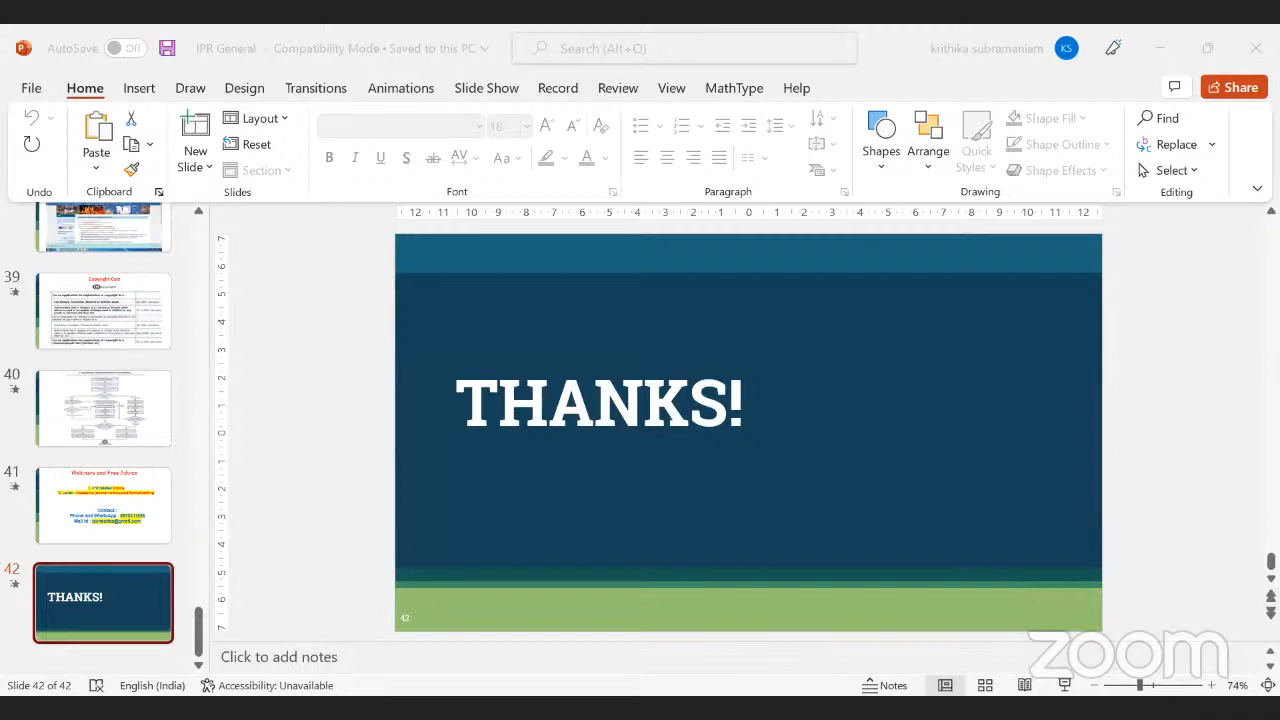 AutoSave Off IPR General - Compatibility Mode • Saved to this PC Search (Alt+Q) krithika subramaniam KS
File Home Insert Draw Design Transitions Animations Slide Show Record Review View MathType Help Share
Paste New Slide Layout Reset Section 18 Shapes Arrange Quick Styles Shape Fill Shape Outline Shape Effects Find Replace Select
Undo Clipboard Slides Font Paragraph Drawing Editing
39
Copyright Cost
40
41
Webinars and Free Advice
Contact :
42
THANKS!
THANKS!
42
Click to add notes
Slide 42 of 42 English (India) Accessibility: Unavailable Notes 74%
zoom